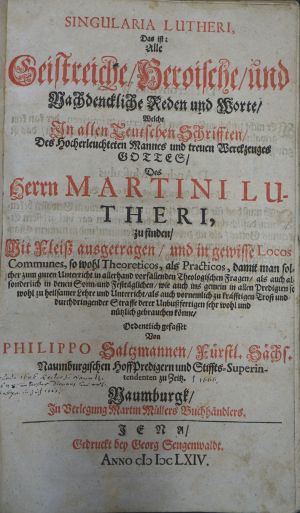 SINGULARIA LUTHERI,
Das ist:
Alle
Geistreiche/Heroische/und
Nachdenckliche Reden und Worte/
Welche
In allen Teutschen Schrifften/
Des Hocherleuchteten Mannes und treuen Werckzeuges
GOTTES/
Des
Herrn MARTINI LU-
THERI,
zu finden/
Mit Fleiß ausgetragen/ und in gewisse Locos
Communes, so wohl Theoreticos, als Practicos, damit man sol-
cher zum guten Unterricht in allerhand vorfallenden Theologischen Fragen/ als auch ab-
sonderlich in denen Sonn- und Festtäglichen/ wie auch ins gemein in allen Predigten/ so
wohl zu heilsamer Lehre und Unterricht/ als auch vornemlich zu kräfftigen Trost und
durchdringender Straffe derer Unbußfertigen sehr wohl und
nützlich gebrauchen könne/
Ordentlich gefasset
Von
PHILIPPO Saltzmannen/ Fürstl. Sächs.
Naumburgischen HoffPredigern und Stiffts-Superin-
tendenten zu Zeitz.
1666.
Naumburgk/
In Verlegung Martin Müllers Buchhändlers.
JENA/
Gedruckt bey Georg Sengenwaldt.
ANNO cIɔ Iɔc LXIV.